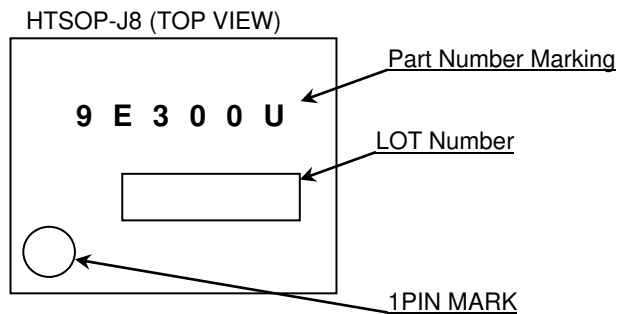 HTSOP-J8 (TOP VIEW)
Part Number Marking
9 E 3 0 0 U
LOT Number
1PIN MARK